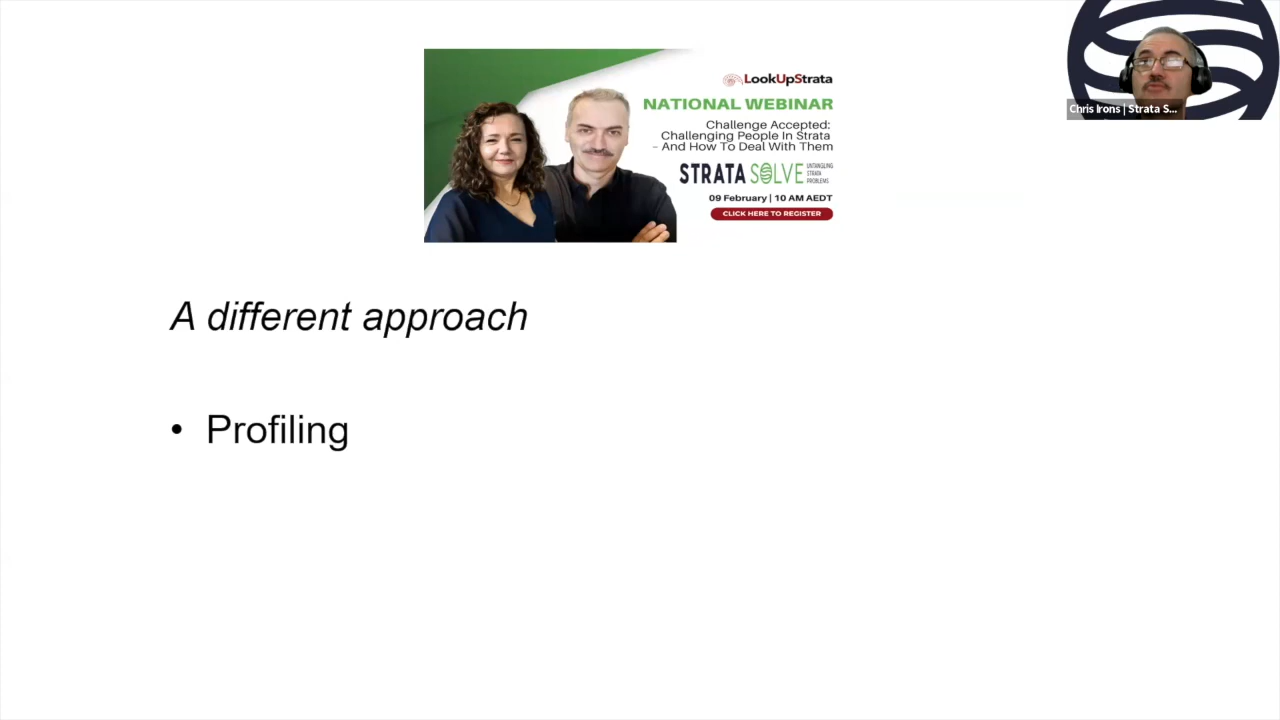 LookUpStrata
NATIONAL WEBINAR
Challenge Accepted:
Challenging People In Strata
– And How To Deal With Them
STRATA SOLVE UNTANGLING
STRATA
PROBLEMS
09 February | 10 AM AEDT
CLICK HERE TO REGISTER
Chris Irons | Strata S...
A different approach
• Profiling